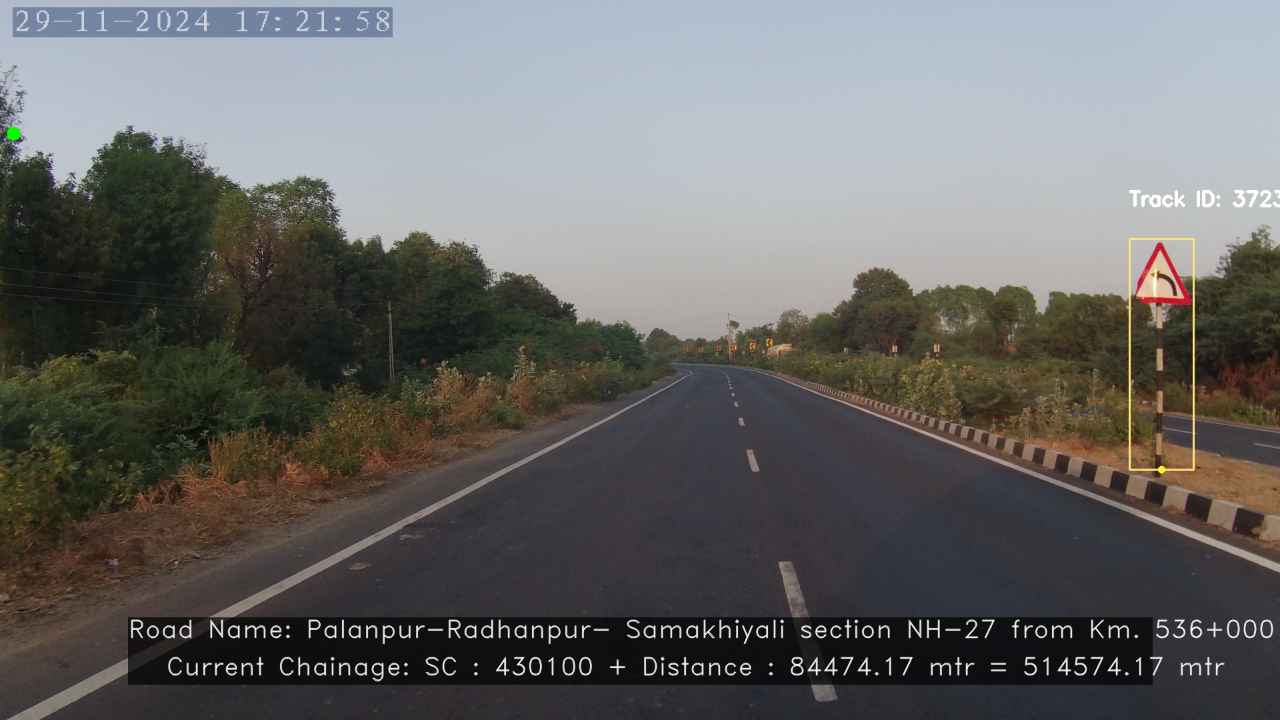 29-11-2024 17:21:58
Track ID: 3723
Road Name: Palanpur-Radhanpur- Samakhiyali section NH-27 from Km. 536+000
Current Chainage: SC : 430100 + Distance : 84474.17 mtr = 514574.17 mtr